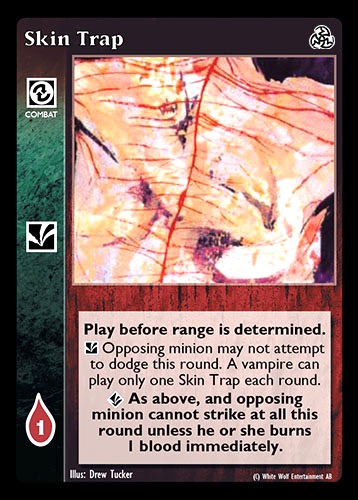 Skin Trap
COMBAT
Play before range is determined.
Opposing minion may not attempt
to dodge this round. A vampire can
play only one Skin Trap each round.
As above, and opposing
minion cannot strike at all this
round unless he or she burns
1 blood immediately.
1
Illus: Drew Tucker
(C) White Wolf Entertainment AB